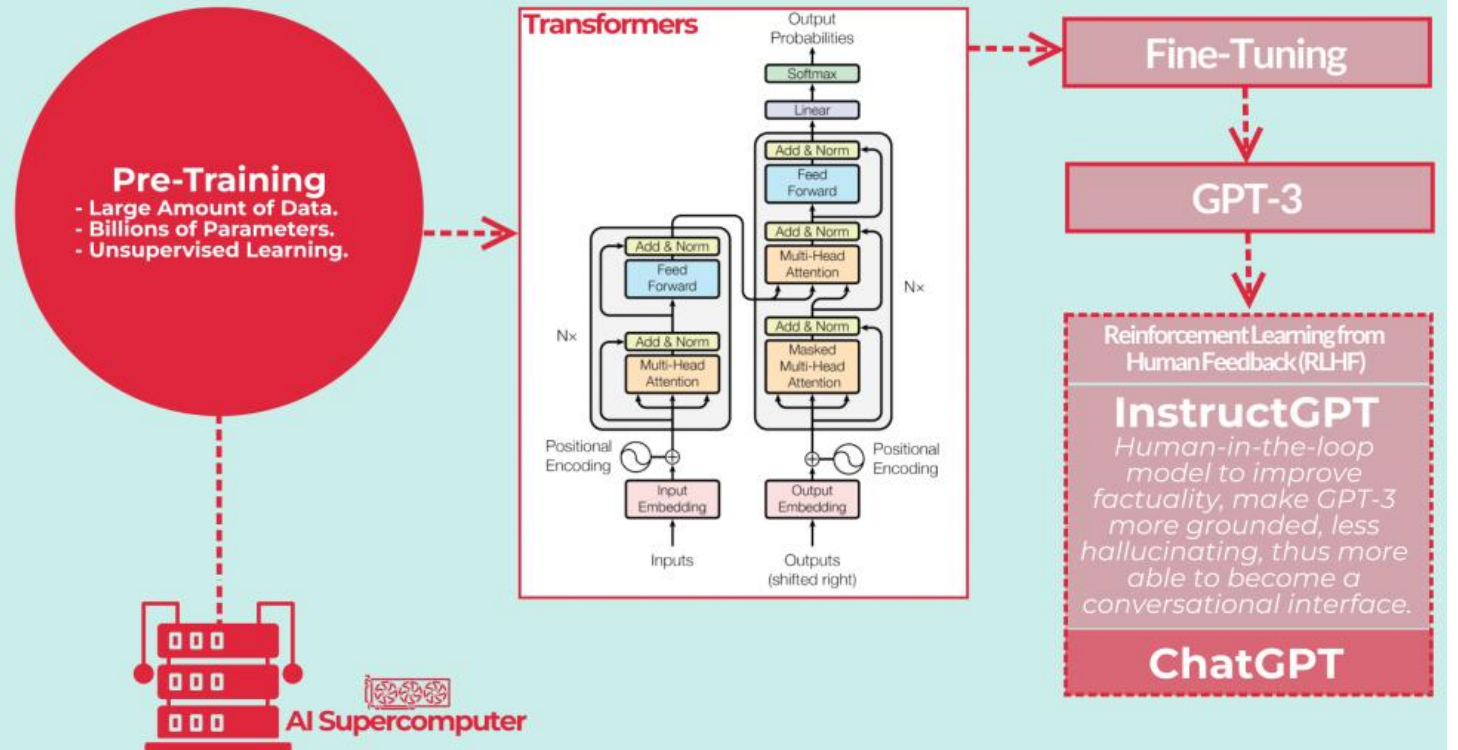 Pre-Training
- Large Amount of Data.
- Billions of Parameters.
- Unsupervised Learning.
AI Supercomputer
Transformers
Output
Probabilities
Softmax
Linear
Add & Norm
Feed
Forward
Add & Norm
Multi-Head
Attention
Add & Norm
Masked
Multi-Head
Attention
Nx
Add & Norm
Feed
Forward
Add & Norm
Multi-Head
Attention
Nx
Positional
Encoding
Positional
Encoding
Input
Embedding
Output
Embedding
Inputs
Outputs
(shifted right)
Fine-Tuning
GPT-3
Reinforcement Learning from
Human Feedback (RLHF)
InstructGPT
Human-in-the-loop
model to improve
factuality, make GPT-3
more grounded, less
hallucinating, thus more
able to become a
conversational interface.
ChatGPT